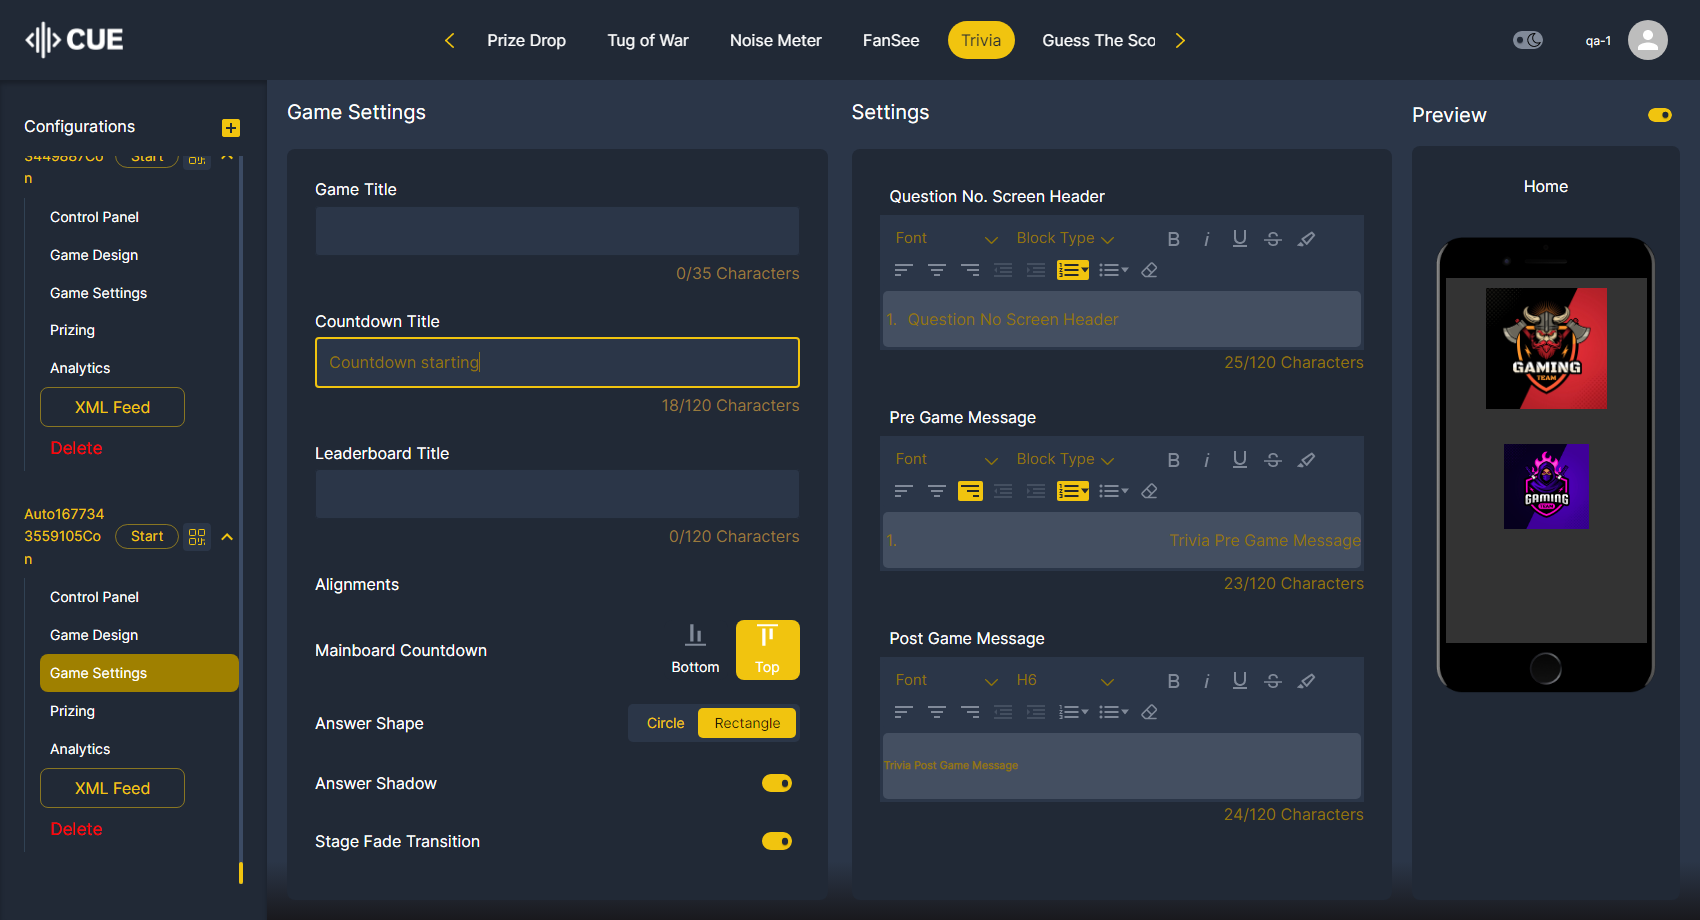 CUE
Prize Drop
Tug of War
Noise Meter
FanSee
Trivia
Guess The Sco
qa-1
Configurations
3449887Co
n
Start
Control Panel
Game Design
Game Settings
Prizing
Analytics
XML Feed
Delete
Auto167734
3559105Co
n
Start
Control Panel
Game Design
Game Settings
Prizing
Analytics
XML Feed
Delete
Game Settings
Game Title
0/35 Characters
Countdown Title
Countdown starting
18/120 Characters
Leaderboard Title
0/120 Characters
Alignments
Mainboard Countdown
Bottom
Top
Answer Shape
Circle
Rectangle
Answer Shadow
Stage Fade Transition
Settings
Question No. Screen Header
Font
Block Type
B
i
U
S
1. Question No Screen Header
25/120 Characters
Pre Game Message
Font
Block Type
B
i
U
S
1. Trivia Pre Game Message
23/120 Characters
Post Game Message
Font
H6
B
i
U
S
Trivia Post Game Message
24/120 Characters
Preview
Home
GAMING
TEAM
GAMING
TEAM